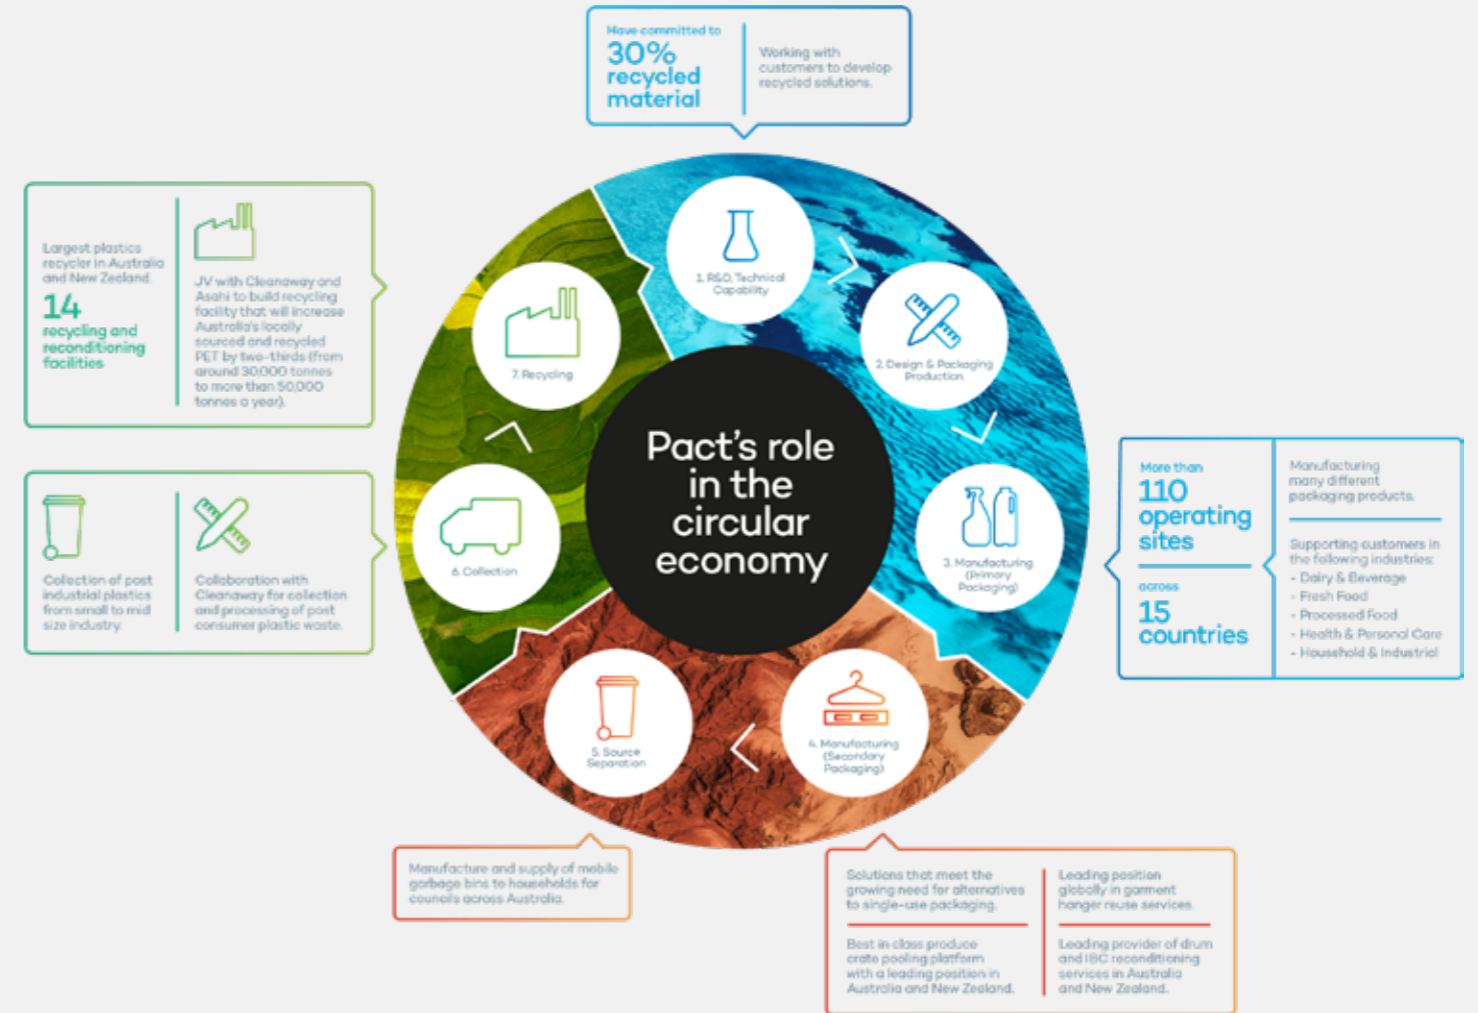 Have committed to
30%
recycled
material
Working with
customers to develop
recycled solutions.
Largest plastics
recycler in Australia
and New Zealand.
14
recycling and
reconditioning
facilities
JV with Cleanaway and
Asahi to build recycling
facility that will increase
Australia's locally
sourced and recycled
PET by two-thirds (from
around 30,000 tonnes
to more than 50,000
tonnes a year).
Collection of post
industrial plastics
from small to mid
size industry.
Collaboration with
Cleanaway for collection
and processing of post
consumer plastic waste.
Pact's role
in the
circular
economy
1. R&D, Technical
Capability
2. Design & Packaging
Production
3. Manufacturing
(Primary
Packaging)
4. Manufacturing
(Secondary
Packaging)
5. Source
Separation
6. Collection
7. Recycling
More than
110
operating
sites
across
15
countries
Manufacturing
many different
packaging products.
Supporting customers in
the following industries:
- Dairy & Beverage
- Fresh Food
- Processed Food
- Health & Personal Care
- Household & Industrial
Manufacture and supply of mobile
garbage bins to households for
councils across Australia.
Solutions that meet the
growing need for alternatives
to single-use packaging.
Best in class produce
crate pooling platform
with a leading position in
Australia and New Zealand.
Leading position
globally in garment
hanger reuse services.
Leading provider of drum
and IBC reconditioning
services in Australia
and New Zealand.